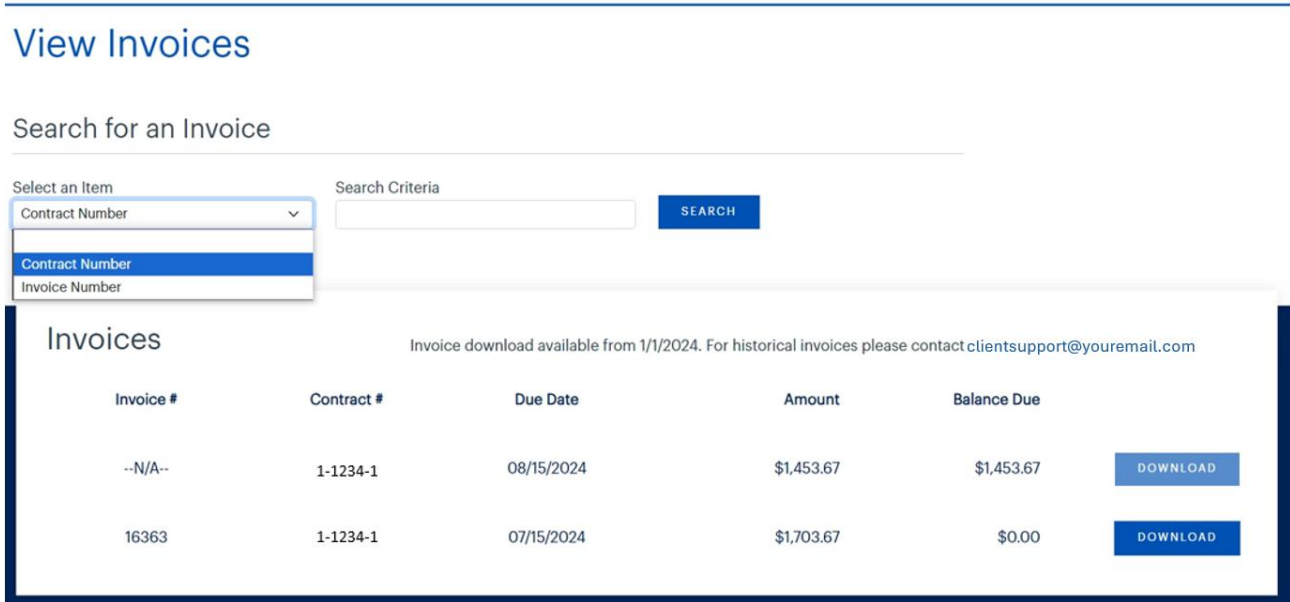 View Invoices
Search for an Invoice
Select an Item Search Criteria
Contract Number SEARCH
Contract Number
Invoice Number
Invoices Invoice download available from 1/1/2024. For historical invoices please contact clientsupport@youremail.com
Invoice # Contract # Due Date Amount Balance Due
--N/A-- 1-1234-1 08/15/2024 $1,453.67 $1,453.67 DOWNLOAD
16363 1-1234-1 07/15/2024 $1,703.67 $0.00 DOWNLOAD